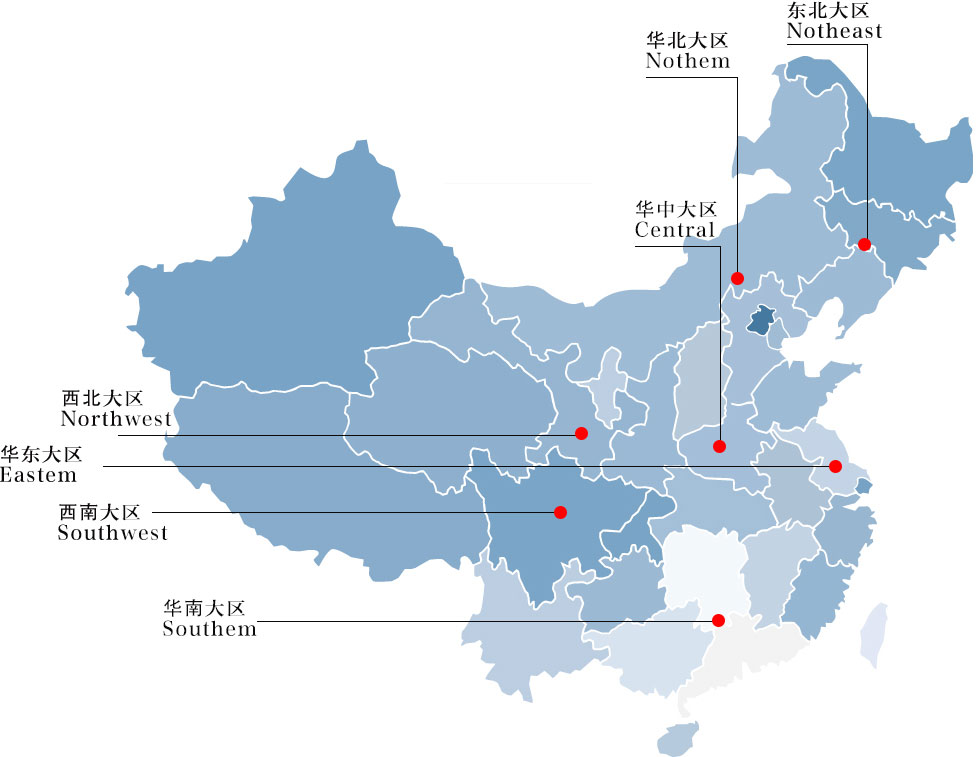 东北大区
Notheast
华北大区
Nothem
华中大区
Central
西北大区
Northwest
华东大区
Eastem
西南大区
Southwest
华南大区
Southem